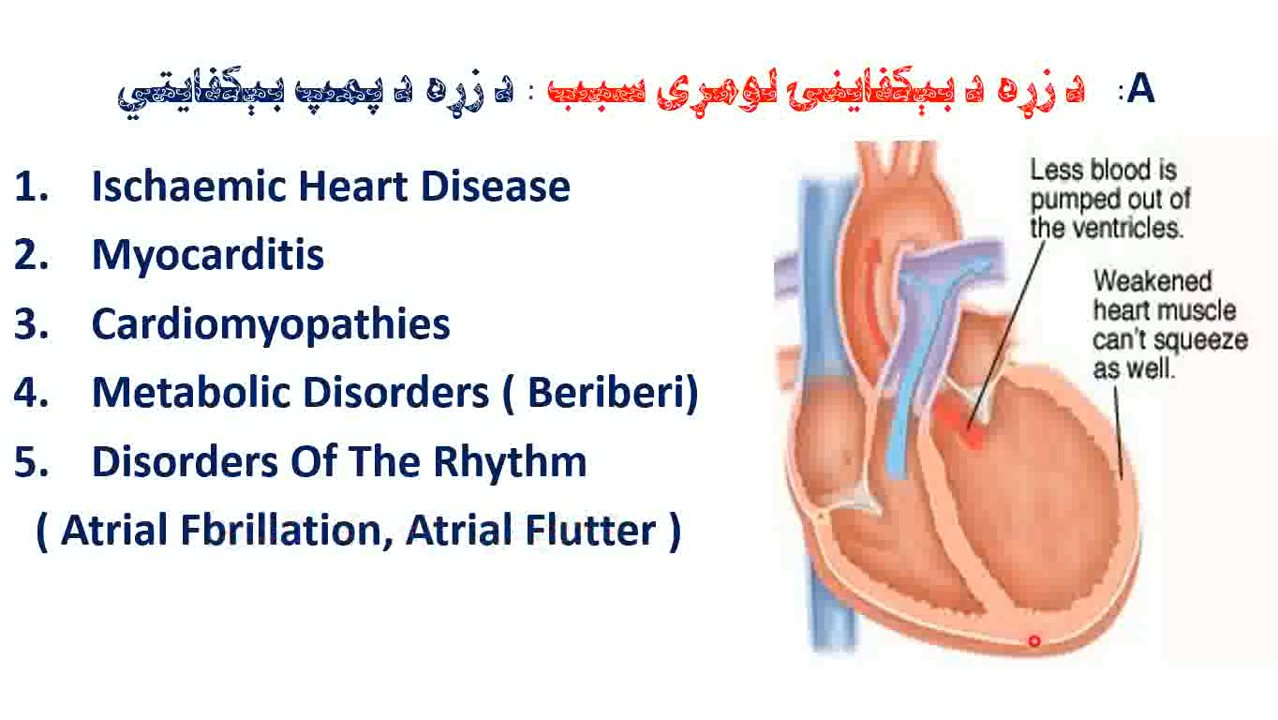 A: د زړه د بېکفاینۍ لومړی سبب : د زړه د پمپ بېکفایتي
1. Ischaemic Heart Disease
2. Myocarditis
3. Cardiomyopathies
4. Metabolic Disorders ( Beriberi)
5. Disorders Of The Rhythm
( Atrial Fbrillation, Atrial Flutter )
Less blood is
pumped out of
the ventricles.
Weakened
heart muscle
can't squeeze
as well.